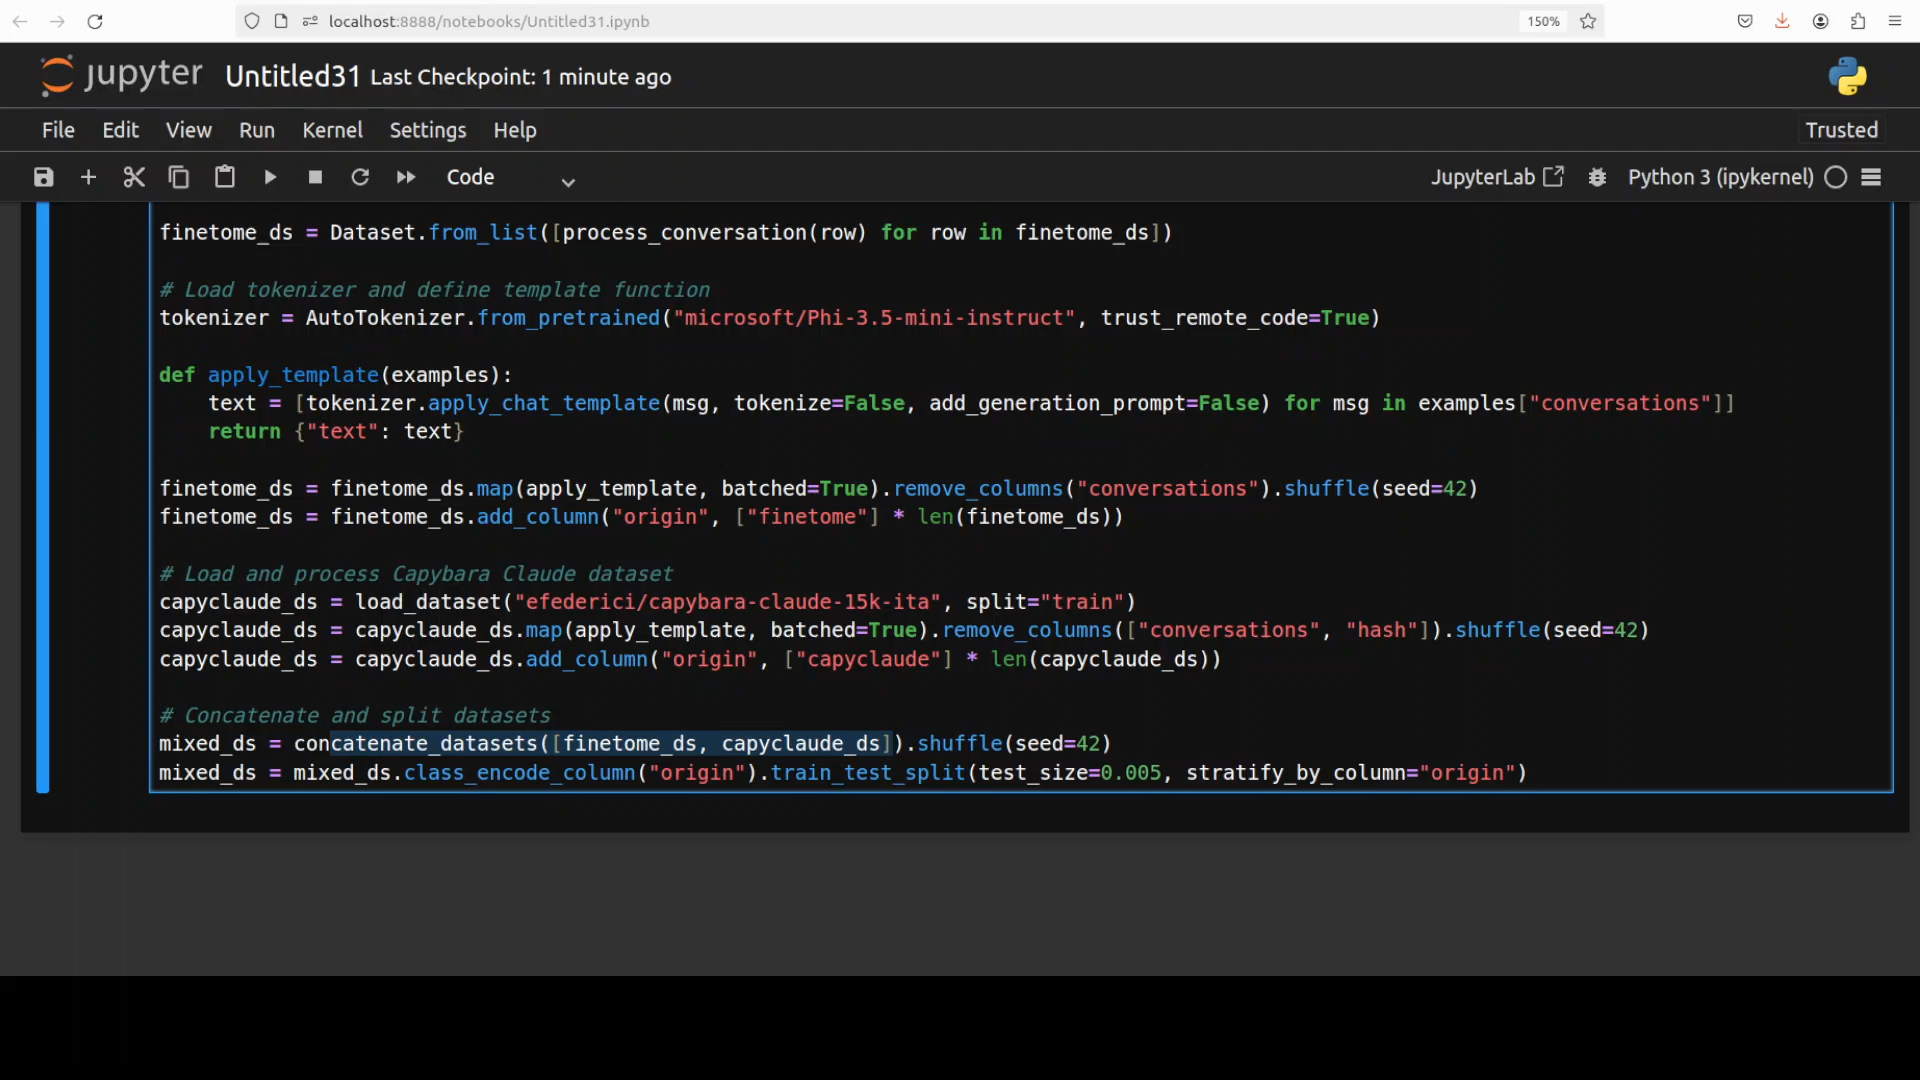 localhost:8888/notebooks/Untitled31.ipynb
150%
jupyter Untitled31 Last Checkpoint: 1 minute ago
File Edit View Run Kernel Settings Help
Trusted
Code
JupyterLab
Python 3 (ipykernel)
finetome_ds = Dataset.from_list([process_conversation(row) for row in finetome_ds])
# Load tokenizer and define template function
tokenizer = AutoTokenizer.from_pretrained("microsoft/Phi-3.5-mini-instruct", trust_remote_code=True)
def apply_template(examples):
    text = [tokenizer.apply_chat_template(msg, tokenize=False, add_generation_prompt=False) for msg in examples["conversations"]]
    return {"text": text}
finetome_ds = finetome_ds.map(apply_template, batched=True).remove_columns("conversations").shuffle(seed=42)
finetome_ds = finetome_ds.add_column("origin", ["finetome"] * len(finetome_ds))
# Load and process Capybara Claude dataset
capyclaude_ds = load_dataset("efederici/capybara-claude-15k-ita", split="train")
capyclaude_ds = capyclaude_ds.map(apply_template, batched=True).remove_columns(["conversations", "hash"]).shuffle(seed=42)
capyclaude_ds = capyclaude_ds.add_column("origin", ["capyclaude"] * len(capyclaude_ds))
# Concatenate and split datasets
mixed_ds = concatenate_datasets([finetome_ds, capyclaude_ds]).shuffle(seed=42)
mixed_ds = mixed_ds.class_encode_column("origin").train_test_split(test_size=0.005, stratify_by_column="origin")